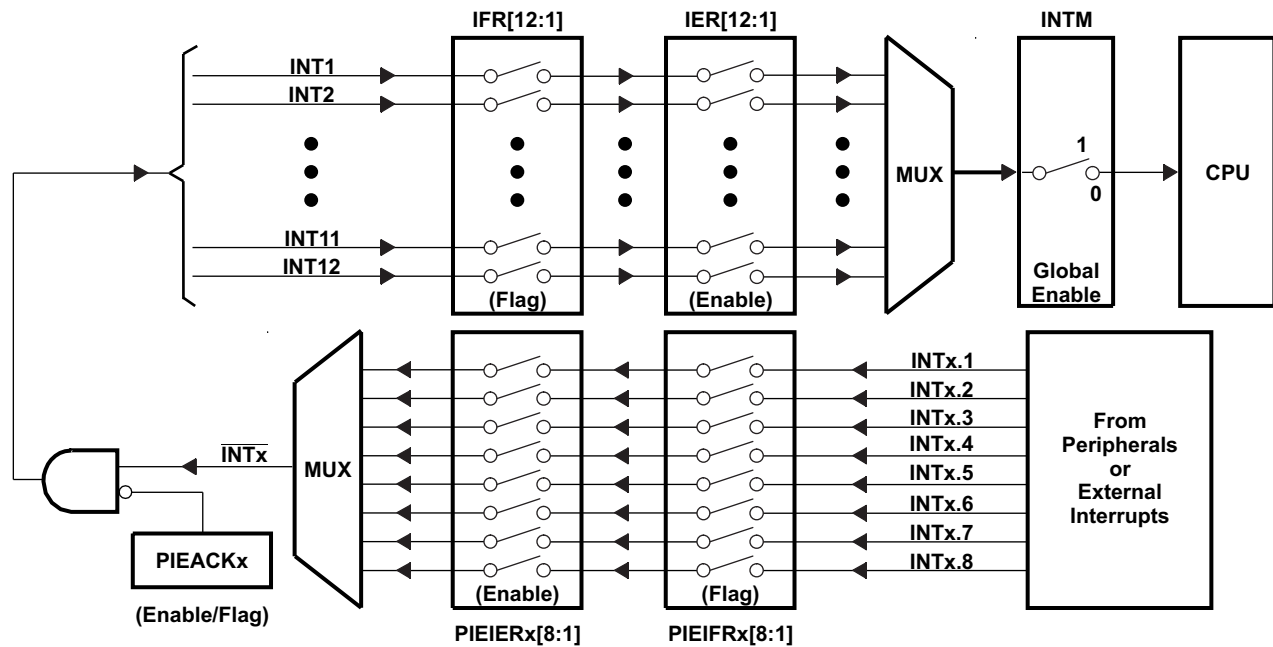 IFR[12:1]
IER[12:1]
INTM
INT1
INT2
INT11
INT12
(Flag)
(Enable)
MUX
1
0
Global
Enable
CPU
INTx
MUX
PIEACKx
(Enable/Flag)
(Enable)
PIEIERx[8:1]
(Flag)
PIEIFRx[8:1]
INTx.1
INTx.2
INTx.3
INTx.4
INTx.5
INTx.6
INTx.7
INTx.8
From
Peripherals
or
External
Interrupts